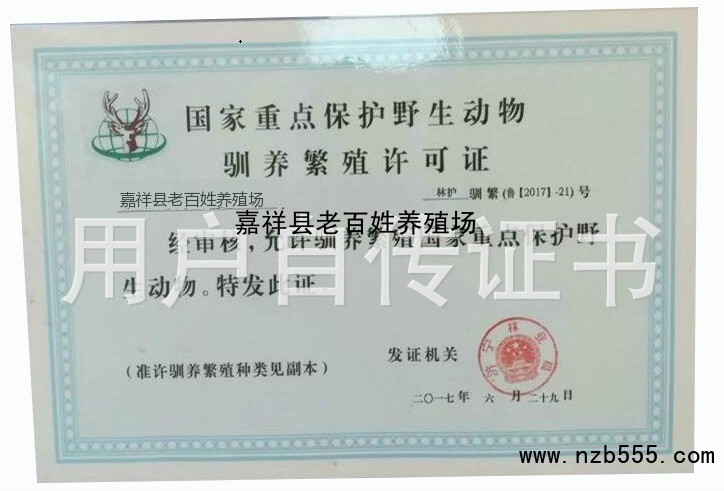 国家重点保护野生动物
驯养繁殖许可证
林护 驯繁(鲁【2017】-21)号
嘉祥县老百姓养殖场
嘉祥县老百姓养殖场
经审核,允许驯养繁殖国家重点保护野
生动物。特发此证。
用户自传证书
(准许驯养繁殖种类见副本)
发证机关
济宁林业局
二〇一七年 六 月 二十九日
www.nzb555.com